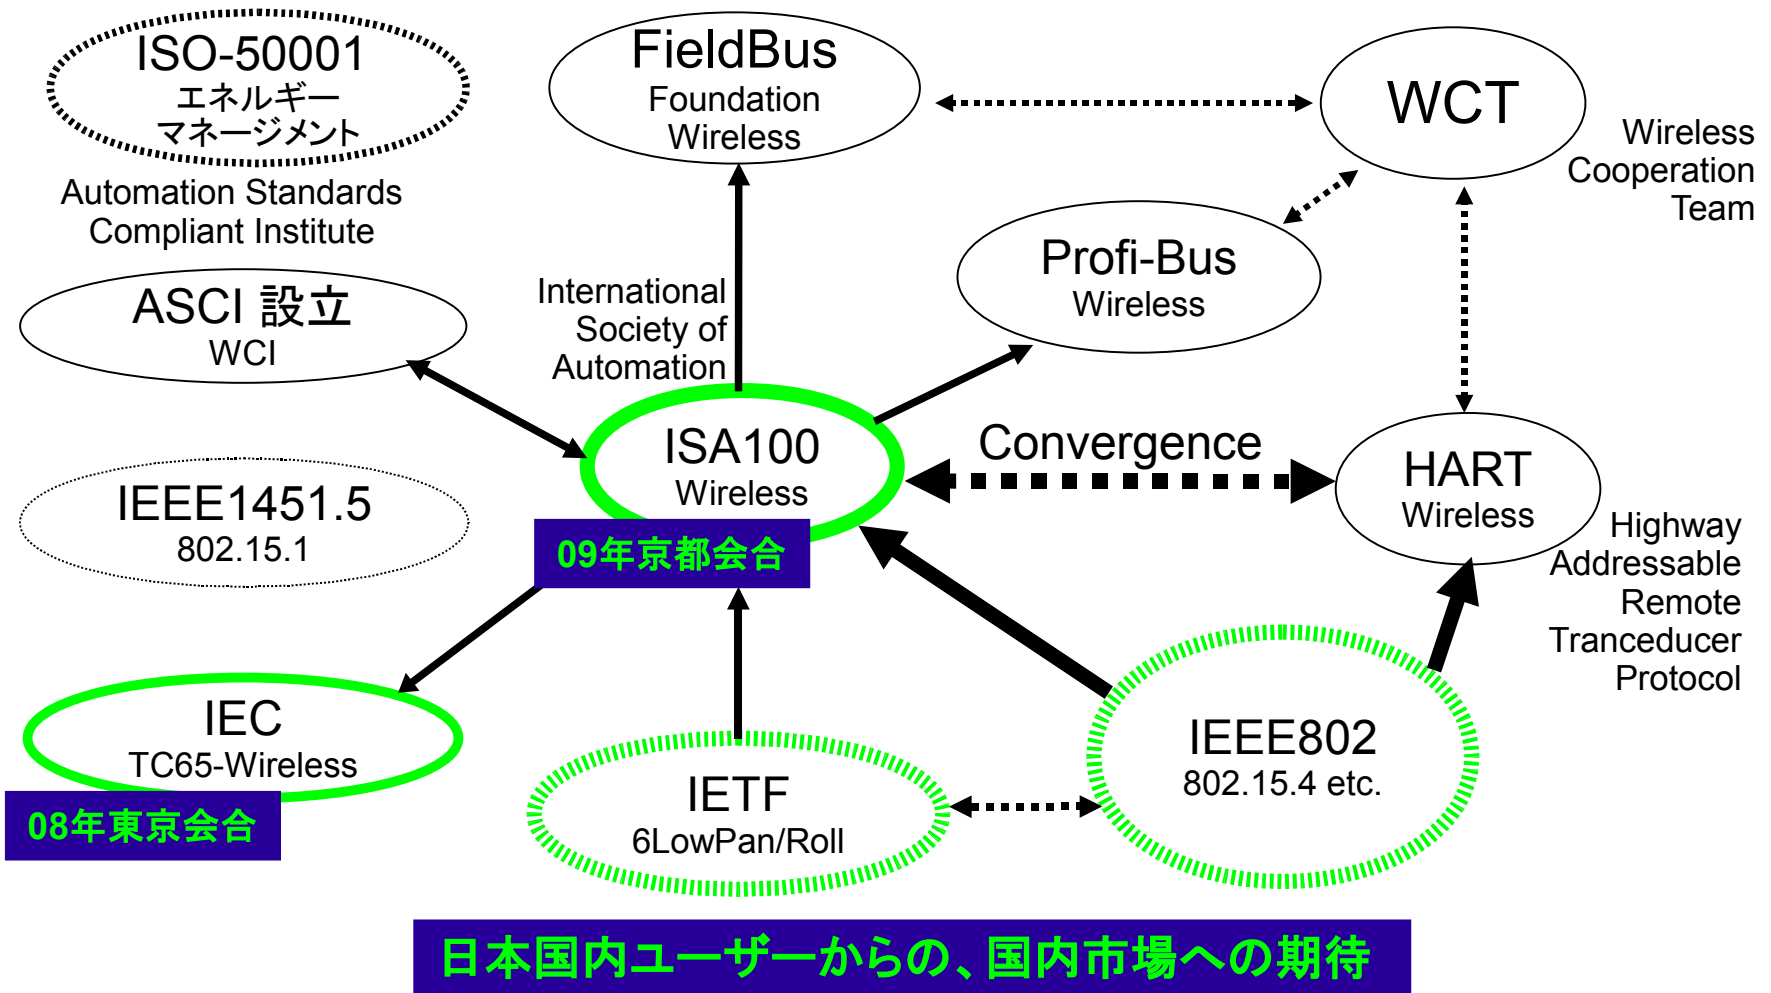 ISO-50001
エネルギー
マネージメント
Automation Standards
Compliant Institute
ASCI 設立
WCI
IEEE1451.5
802.15.1
IEC
TC65-Wireless
08年東京会合
FieldBus
Foundation
Wireless
International
Society of
Automation
ISA100
Wireless
09年京都会合
IETF
6LowPan/Roll
WCT
Wireless
Cooperation
Team
Profi-Bus
Wireless
Convergence
HART
Wireless
Highway
Addressable
Remote
Tranceducer
Protocol
IEEE802
802.15.4 etc.
日本国内ユーザーからの、国内市場への期待